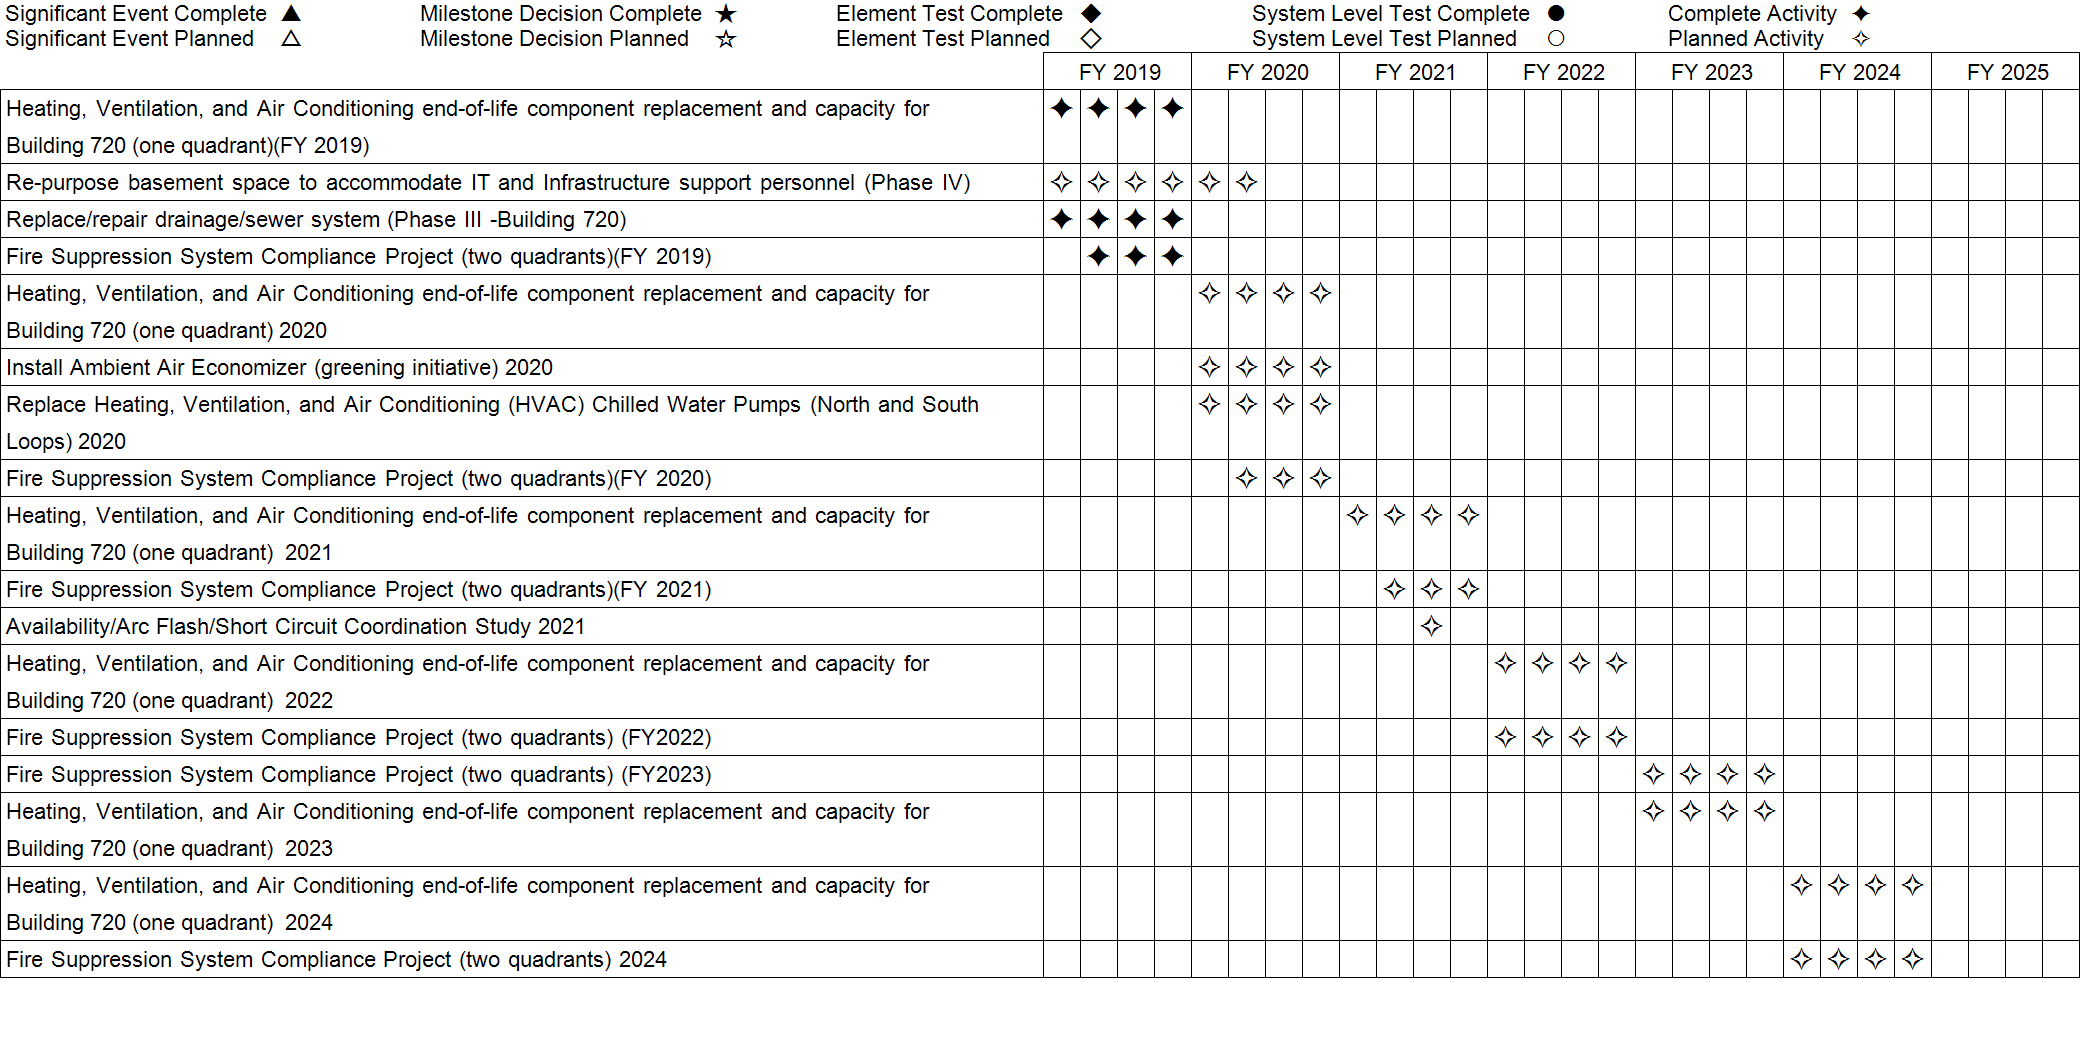 Significant Event Complete ▲ Milestone Decision Complete ★ Element Test Complete ◆ System Level Test Complete ● Complete Activity ✦
Significant Event Planned △ Milestone Decision Planned ☆ Element Test Planned ◇ System Level Test Planned ○ Planned Activity ✧
FY 2019 FY 2020 FY 2021 FY 2022 FY 2023 FY 2024 FY 2025
Heating, Ventilation, and Air Conditioning end-of-life component replacement and capacity for ✦ ✦ ✦ ✦
Building 720 (one quadrant)(FY 2019)
Re-purpose basement space to accommodate IT and Infrastructure support personnel (Phase IV) ✧ ✧ ✧ ✧ ✧ ✧
Replace/repair drainage/sewer system (Phase III -Building 720) ✦ ✦ ✦ ✦
Fire Suppression System Compliance Project (two quadrants)(FY 2019) ✦ ✦ ✦
Heating, Ventilation, and Air Conditioning end-of-life component replacement and capacity for ✧ ✧ ✧ ✧
Building 720 (one quadrant) 2020
Install Ambient Air Economizer (greening initiative) 2020 ✧ ✧ ✧ ✧
Replace Heating, Ventilation, and Air Conditioning (HVAC) Chilled Water Pumps (North and South ✧ ✧ ✧ ✧
Loops) 2020
Fire Suppression System Compliance Project (two quadrants)(FY 2020) ✧ ✧ ✧
Heating, Ventilation, and Air Conditioning end-of-life component replacement and capacity for ✧ ✧ ✧ ✧
Building 720 (one quadrant) 2021
Fire Suppression System Compliance Project (two quadrants)(FY 2021) ✧ ✧ ✧
Availability/Arc Flash/Short Circuit Coordination Study 2021 ✧
Heating, Ventilation, and Air Conditioning end-of-life component replacement and capacity for ✧ ✧ ✧ ✧
Building 720 (one quadrant) 2022
Fire Suppression System Compliance Project (two quadrants) (FY2022) ✧ ✧ ✧ ✧
Fire Suppression System Compliance Project (two quadrants) (FY2023) ✧ ✧ ✧ ✧
Heating, Ventilation, and Air Conditioning end-of-life component replacement and capacity for ✧ ✧ ✧ ✧
Building 720 (one quadrant) 2023
Heating, Ventilation, and Air Conditioning end-of-life component replacement and capacity for ✧ ✧ ✧ ✧
Building 720 (one quadrant) 2024
Fire Suppression System Compliance Project (two quadrants) 2024 ✧ ✧ ✧ ✧